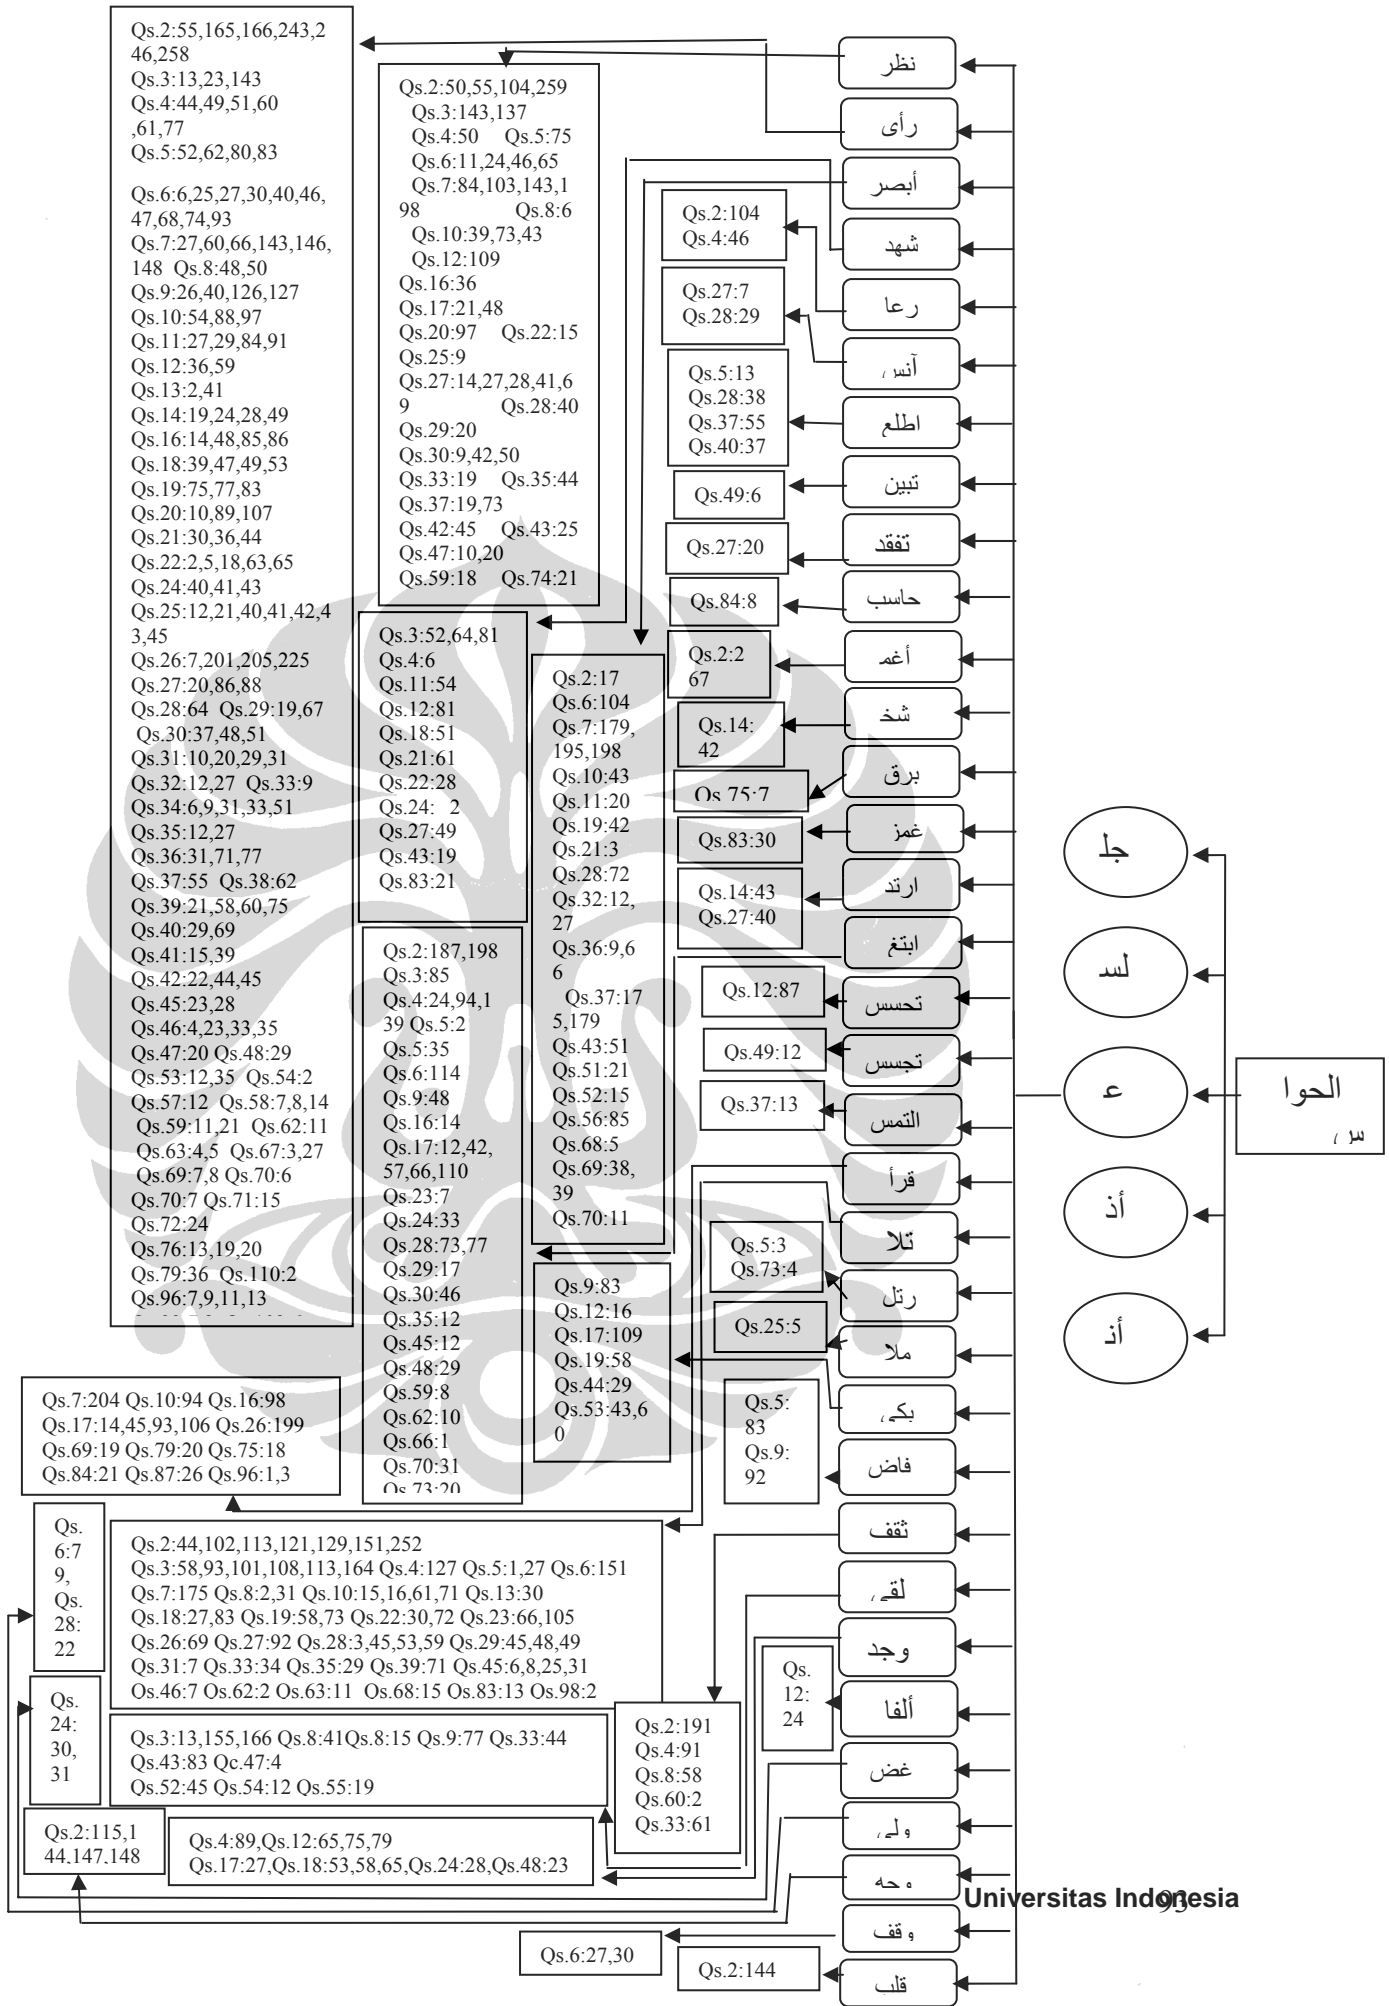 Qs.2:55,165,166,243,2
46,258
Qs.3:13,23,143
Qs.4:44,49,51,60
,61,77
Qs.5:52,62,80,83
Qs.6:6,25,27,30,40,46,
47,68,74,93
Qs.7:27,60,66,143,146,
148 Qs.8:48,50
Qs.9:26,40,126,127
Qs.10:54,88,97
Qs.11:27,29,84,91
Qs.12:36,59
Qs.13:2,41
Qs.14:19,24,28,49
Qs.16:14,48,85,86
Qs.18:39,47,49,53
Qs.19:75,77,83
Qs.20:10,89,107
Qs.21:30,36,44
Qs.22:2,5,18,63,65
Qs.24:40,41,43
Qs.25:12,21,40,41,42,4
3,45
Qs.26:7,201,205,225
Qs.27:20,86,88
Qs.28:64 Qs.29:19,67
Qs.30:37,48,51
Qs.31:10,20,29,31
Qs.32:12,27 Qs.33:9
Qs.34:6,9,31,33,51
Qs.35:12,27
Qs.36:31,71,77
Qs.37:55 Qs.38:62
Qs.39:21,58,60,75
Qs.40:29,69
Qs.41:15,39
Qs.42:22,44,45
Qs.45:23,28
Qs.46:4,23,33,35
Qs.47:20 Qs.48:29
Qs.53:12,35 Qs.54:2
Qs.57:12 Qs.58:7,8,14
Qs.59:11,21 Qs.62:11
Qs.63:4,5 Qs.67:3,27
Qs.69:7,8 Qs.70:6
Qs.70:7 Qs.71:15
Qs.72:24
Qs.76:13,19,20
Qs.79:36 Qs.110:2
Qs.96:7,9,11,13
Qs.2:50,55,104,259
Qs.3:143,137
Qs.4:50 Qs.5:75
Qs.6:11,24,46,65
Qs.7:84,103,143,1
98 Qs.8:6
Qs.10:39,73,43
Qs.12:109
Qs.16:36
Qs.17:21,48
Qs.20:97 Qs.22:15
Qs.25:9
Qs.27:14,27,28,41,6
9 Qs.28:40
Qs.29:20
Qs.30:9,42,50
Qs.33:19 Qs.35:44
Qs.37:19,73
Qs.42:45 Qs.43:25
Qs.47:10,20
Qs.59:18 Qs.74:21
Qs.3:52,64,81
Qs.4:6
Qs.11:54
Qs.12:81
Qs.18:51
Qs.21:61
Qs.22:28
Qs.24: 2
Qs.27:49
Qs.43:19
Qs.83:21
Qs.2:187,198
Qs.3:85
Qs.4:24,94,1
39 Qs.5:2
Qs.5:35
Qs.6:114
Qs.9:48
Qs.16:14
Qs.17:12,42,
57,66,110
Qs.23:7
Qs.24:33
Qs.28:73,77
Qs.29:17
Qs.30:46
Qs.35:12
Qs.45:12
Qs.48:29
Qs.59:8
Qs.62:10
Qs.66:1
Qs.70:31
Qs.73:20
Qs.2:17
Qs.6:104
Qs.7:179,
195,198
Qs.10:43
Qs.11:20
Qs.19:42
Qs.21:3
Qs.28:72
Qs.32:12,
27
Qs.36:9,6
6
Qs.37:17
5,179
Qs.43:51
Qs.51:21
Qs.52:15
Qs.56:85
Qs.68:5
Qs.69:38,
39
Qs.70:11
Qs.9:83
Qs.12:16
Qs.17:109
Qs.19:58
Qs.44:29
Qs.53:43,6
0
Qs.2:104
Qs.4:46
Qs.27:7
Qs.28:29
Qs.5:13
Qs.28:38
Qs.37:55
Qs.40:37
Qs.49:6
Qs.27:20
Qs.84:8
Qs.2:2
67
Qs.14:
42
Qs.75:7
Qs.83:30
Qs.14:43
Qs.27:40
Qs.12:87
Qs.49:12
Qs.37:13
Qs.5:3
Qs.73:4
Qs.25:5
Qs.5:
83
Qs.9:
92
Qs.7:204 Qs.10:94 Qs.16:98
Qs.17:14,45,93,106 Qs.26:199
Qs.69:19 Qs.79:20 Qs.75:18
Qs.84:21 Qs.87:26 Qs.96:1,3
Qs.
6:7
9,
Qs.
28:
22
Qs.2:44,102,113,121,129,151,252
Qs.3:58,93,101,108,113,164 Qs.4:127 Qs.5:1,27 Qs.6:151
Qs.7:175 Qs.8:2,31 Qs.10:15,16,61,71 Qs.13:30
Qs.18:27,83 Qs.19:58,73 Qs.22:30,72 Qs.23:66,105
Qs.26:69 Qs.27:92 Qs.28:3,45,53,59 Qs.29:45,48,49
Qs.31:7 Qs.33:34 Qs.35:29 Qs.39:71 Qs.45:6,8,25,31
Qs.46:7 Qs.62:2 Qs.63:11 Qs.68:15 Qs.83:13 Qs.98:2
Qs.
24:
30,
31
Qs.3:13,155,166 Qs.8:41Qs.8:15 Qs.9:77 Qs.33:44
Qs.43:83 Qc.47:4
Qs.52:45 Qs.54:12 Qs.55:19
Qs.2:191
Qs.4:91
Qs.8:58
Qs.60:2
Qs.33:61
Qs.
12:
24
Qs.2:115,1
44,147,148
Qs.4:89,Qs.12:65,75,79
Qs.17:27,Qs.18:53,58,65,Qs.24:28,Qs.48:23
Qs.6:27,30
Qs.2:144
نظر
رأى
أبصر
شهد
رعا
آنس
اطلع
تبين
تفقد
حاسب
أغمـ
شخـ
برق
غمز
ارتد
ابتغ
تحسس
تجسس
التمس
قرأ
تلا
رتل
ملا
بكى
فاض
ثقف
لقي
وجد
ألفا
غض
ولى
وجه
وقف
قلب
جلـ
لسـ
عـ
أذ
أنـ
الحوا
س
Universitas Indonesia
93